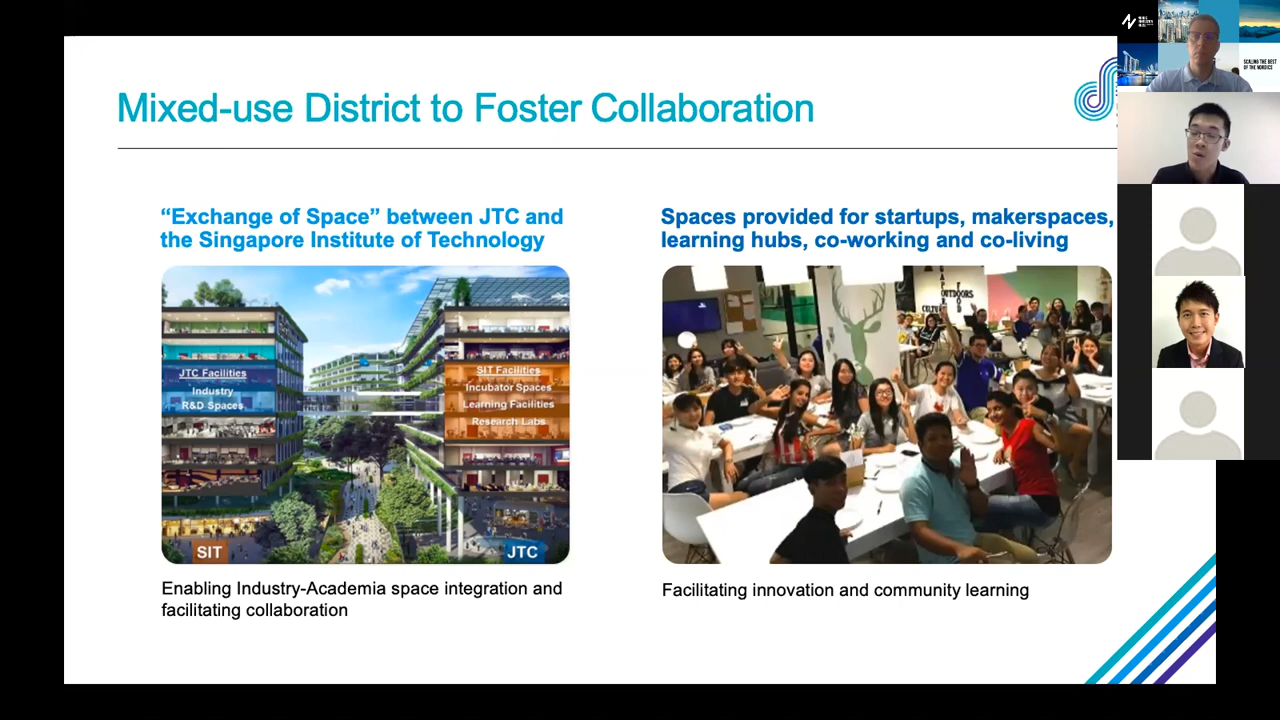 SCALING THE BEST
OF THE NORDICS
Mixed-use District to Foster Collaboration
“Exchange of Space” between JTC and
the Singapore Institute of Technology
JTC Facilities
Industry
R&D Spaces
SIT Facilities
Incubator Spaces
Learning Facilities
Research Labs
SIT
JTC
Enabling Industry-Academia space integration and
facilitating collaboration
Spaces provided for startups, makerspaces,
learning hubs, co-working and co-living
OUTDOORS
Facilitating innovation and community learning